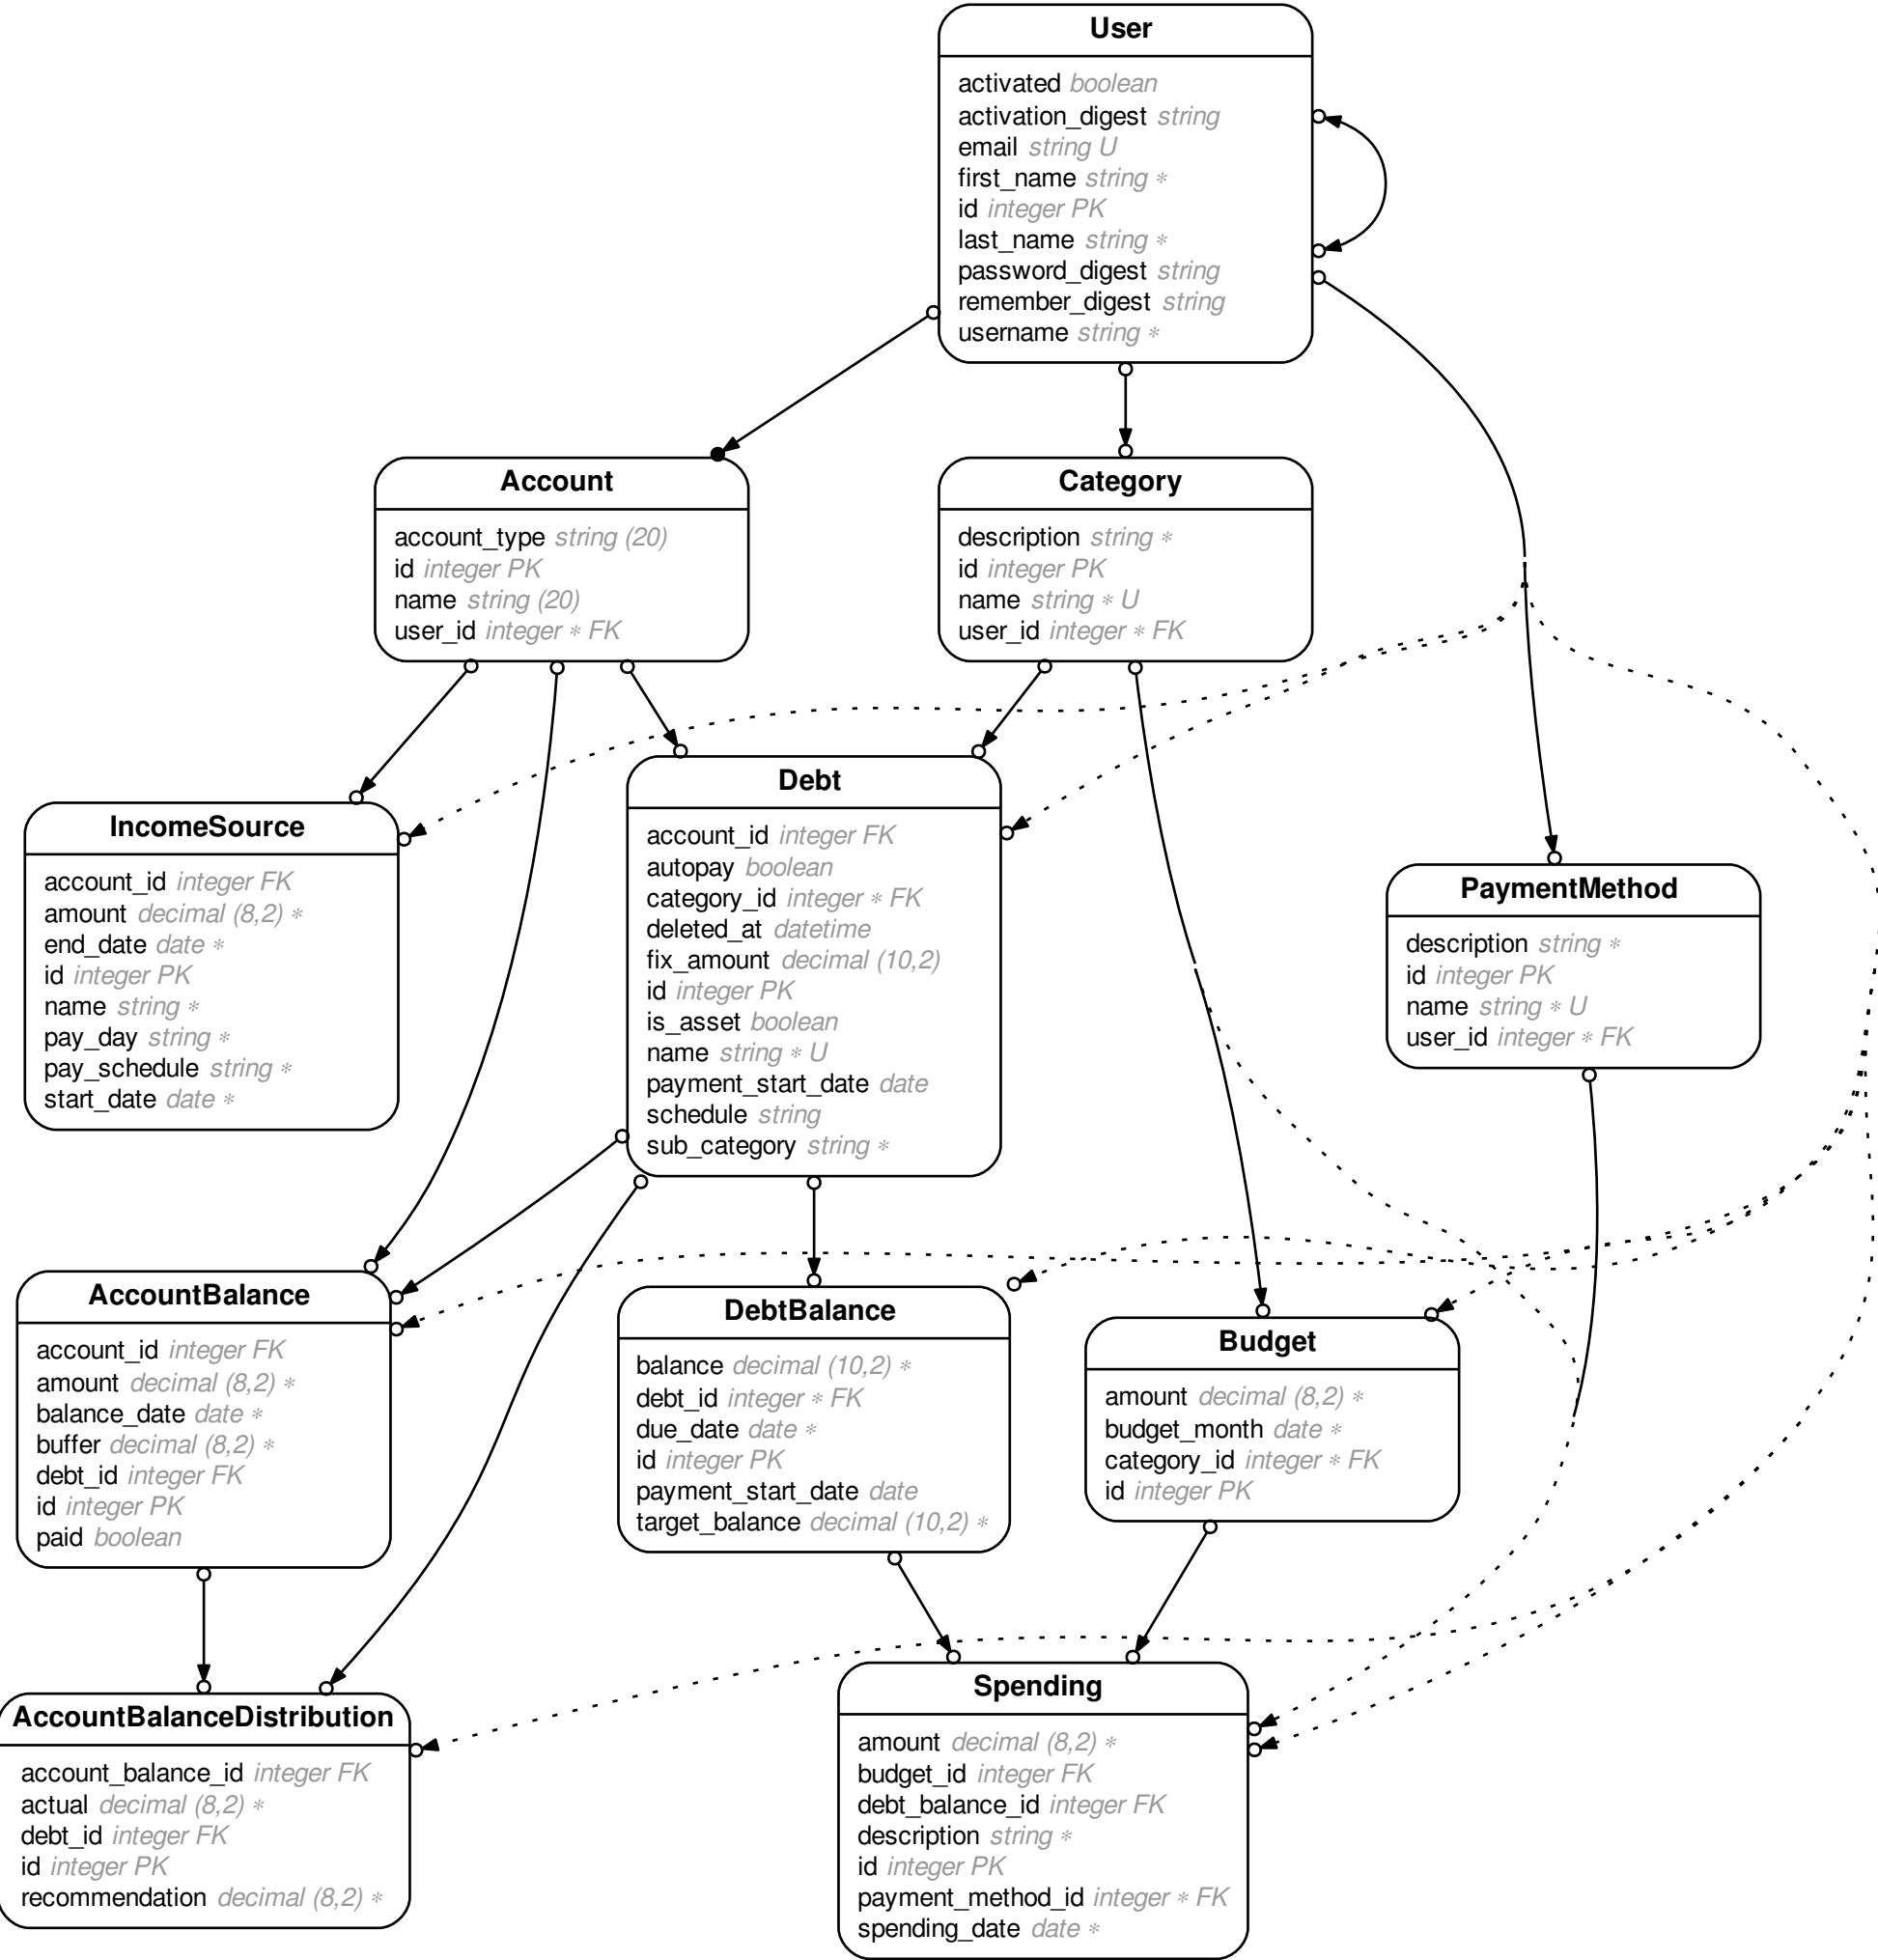 User
activated boolean
activation_digest string
email string U
first_name string *
id integer PK
last_name string *
password_digest string
remember_digest string
username string *
Account
account_type string (20)
id integer PK
name string (20)
user_id integer * FK
Category
description string *
id integer PK
name string * U
user_id integer * FK
IncomeSource
account_id integer FK
amount decimal (8,2) *
end_date date *
id integer PK
name string *
pay_day string *
pay_schedule string *
start_date date *
Debt
account_id integer FK
autopay boolean
category_id integer * FK
deleted_at datetime
fix_amount decimal (10,2)
id integer PK
is_asset boolean
name string * U
payment_start_date date
schedule string
sub_category string *
PaymentMethod
description string *
id integer PK
name string * U
user_id integer * FK
AccountBalance
account_id integer FK
amount decimal (8,2) *
balance_date date *
buffer decimal (8,2) *
debt_id integer FK
id integer PK
paid boolean
DebtBalance
balance decimal (10,2) *
debt_id integer * FK
due_date date *
id integer PK
payment_start_date date
target_balance decimal (10,2) *
Budget
amount decimal (8,2) *
budget_month date *
category_id integer * FK
id integer PK
AccountBalanceDistribution
account_balance_id integer FK
actual decimal (8,2) *
debt_id integer FK
id integer PK
recommendation decimal (8,2) *
Spending
amount decimal (8,2) *
budget_id integer FK
debt_balance_id integer FK
description string *
id integer PK
payment_method_id integer * FK
spending_date date *